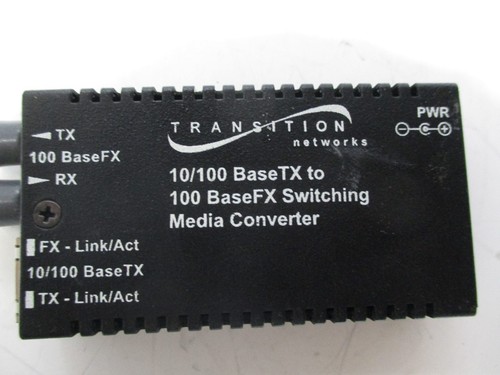 TX
100 BaseFX
RX
FX - Link/Act
10/100 BaseTX
TX - Link/Act
TRANSITION
networks
10/100 BaseTX to
100 BaseFX Switching
Media Converter
PWR